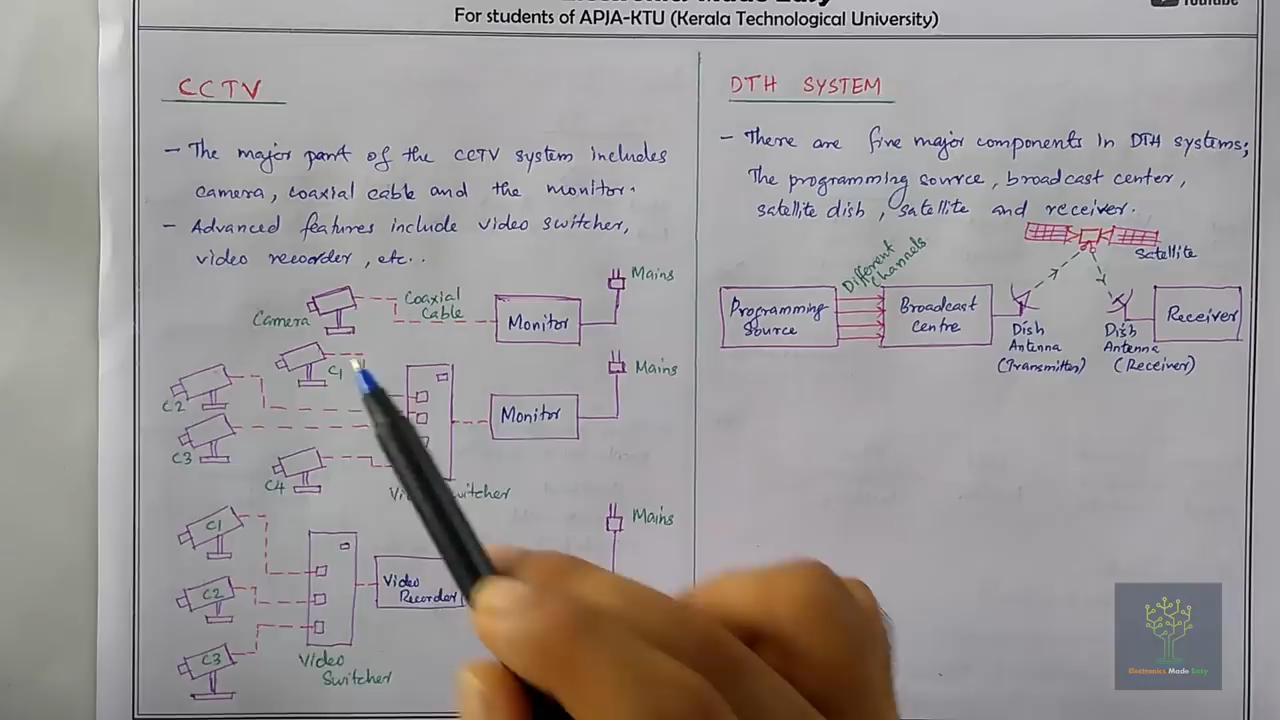 For students of APJA-KTU (Kerala Technological University)
YouTube
CCTV
- The major part of the CCTV system includes
camera, coaxial cable and the monitor.
- Advanced features include video switcher,
video recorder, etc..
Camera
Coaxial
Cable
Monitor
Mains
C1
C2
C3
C4
Monitor
Mains
C1
C2
C3
Video
Switcher
Video
Recorder
Mains
DTH SYSTEM
- There are five major components in DTH systems;
The programming source, broadcast center,
satellite dish, satellite and receiver.
Different
Channels
Satellite
Programming
Source
Broadcast
Centre
Dish
Antenna
(Transmitter)
Dish
Antenna
(Receiver)
Receiver
Electronics Made Easy